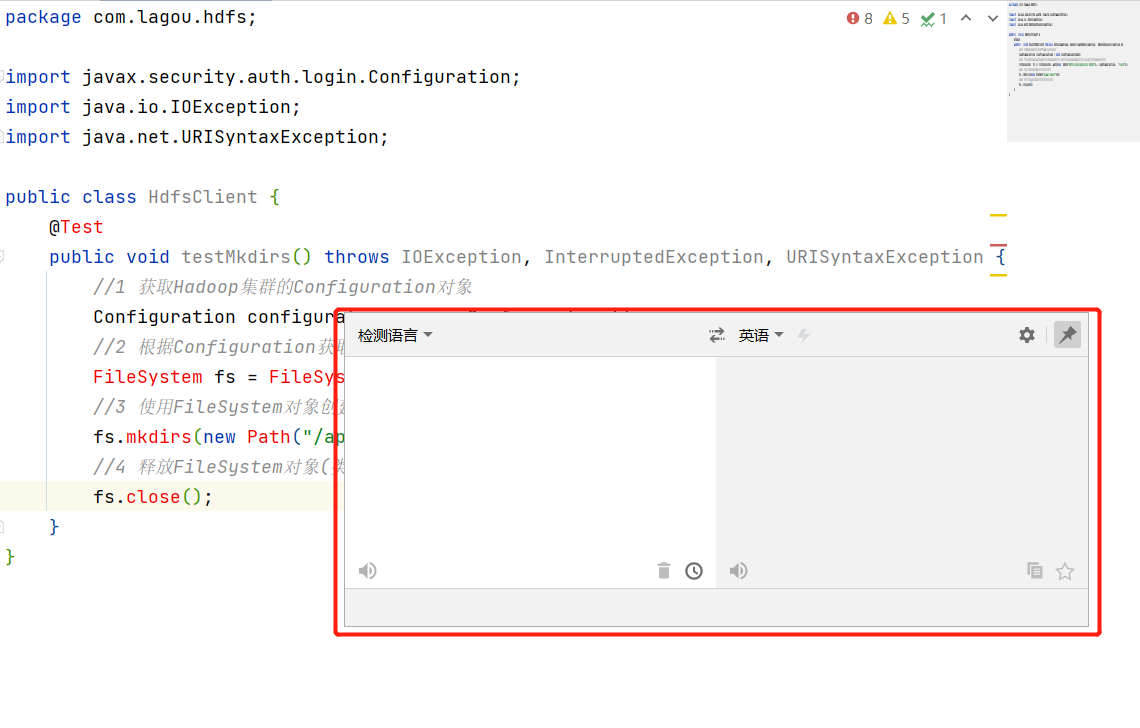 package com.lagou.hdfs;
8 5 1
import javax.security.auth.login.Configuration;
import java.io.IOException;
import java.net.URISyntaxException;
public class HdfsClient {
@Test
public void testMkdirs() throws IOException, InterruptedException, URISyntaxException {
//1 获取Hadoop集群的Configuration对象
Configuration configura
//2 根据Configuration获取
FileSystem fs = FileSys
//3 使用FileSystem对象创建
fs.mkdirs(new Path("/ap
//4 释放FileSystem对象(类
fs.close();
}
}
检测语言 英语